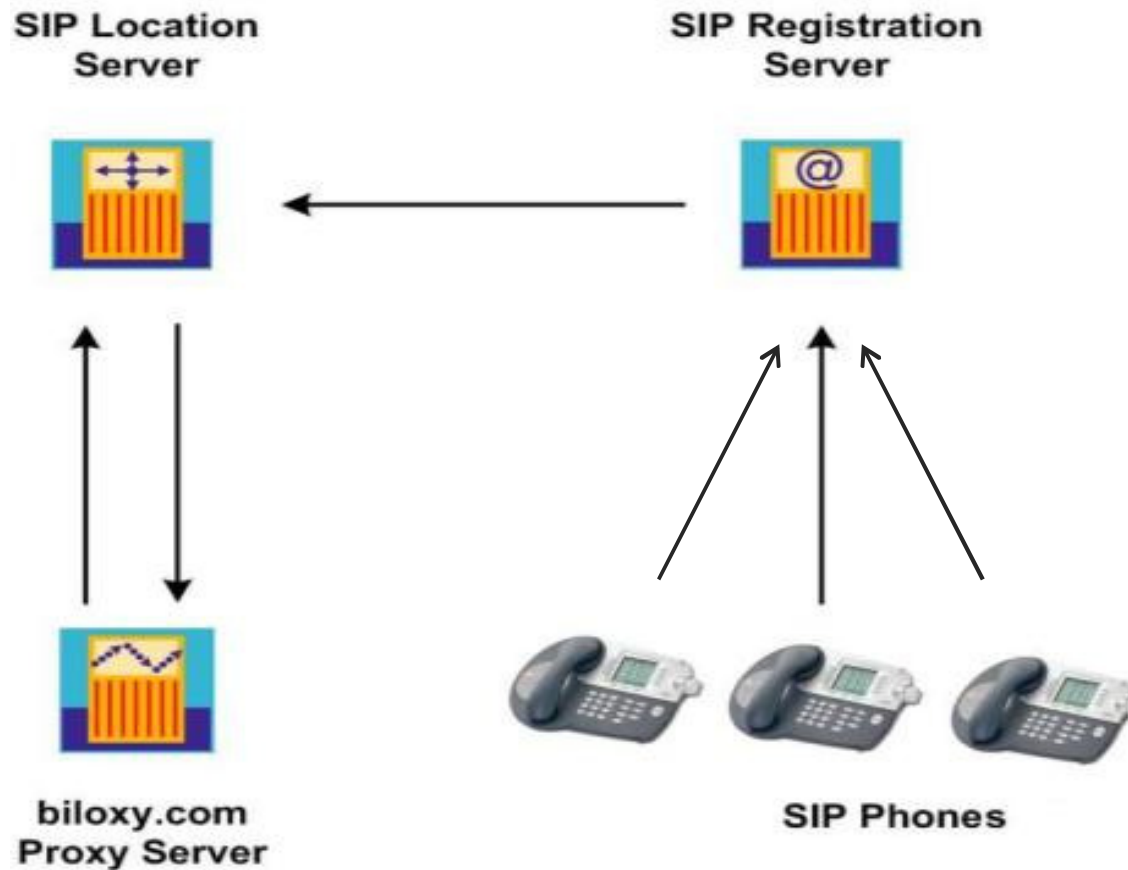 SIP Location
Server
SIP Registration
Server
@
biloxy.com
Proxy Server
SIP Phones